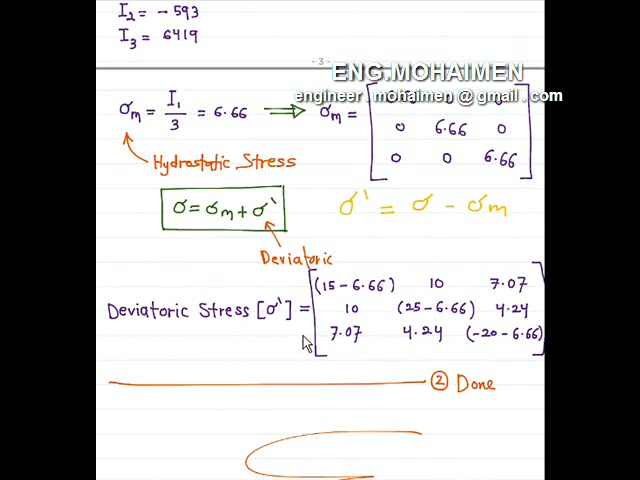 I2 = - 593
I3 = 6419
- 3 -
ENG.MOHAIMEN
engineer . mohaimen @ gmail . com
σm = I1/3 = 6.66 ⟹ σm =
0 6.66 0
0 0 6.66
Hydrostatic Stress
σ = σm + σ' σ' = σ - σm
Deviatoric
(15 - 6.66) 10 7.07
Deviatoric Stress [σ'] = 10 (25 - 6.66) 4.24
7.07 4.24 (-20 - 6.66)
② Done